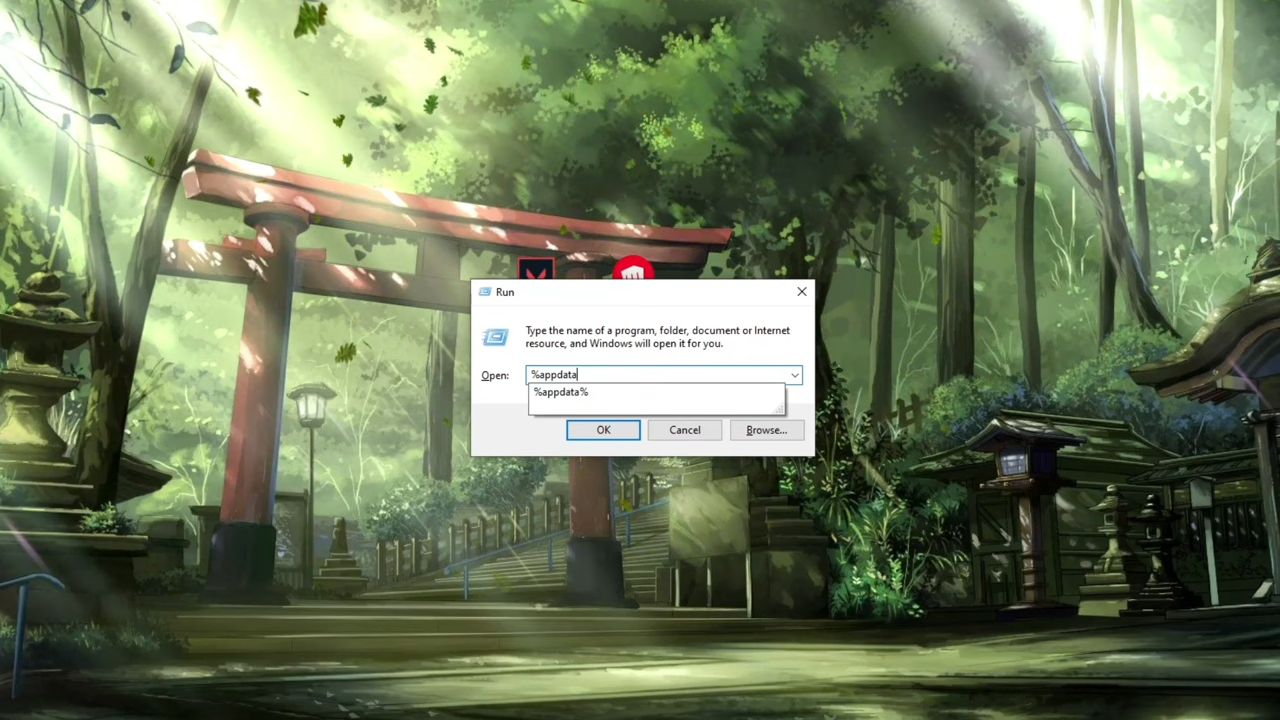 Run
Type the name of a program, folder, document or Internet
resource, and Windows will open it for you.
Open:
%appdata
%appdata%
OK
Cancel
Browse...